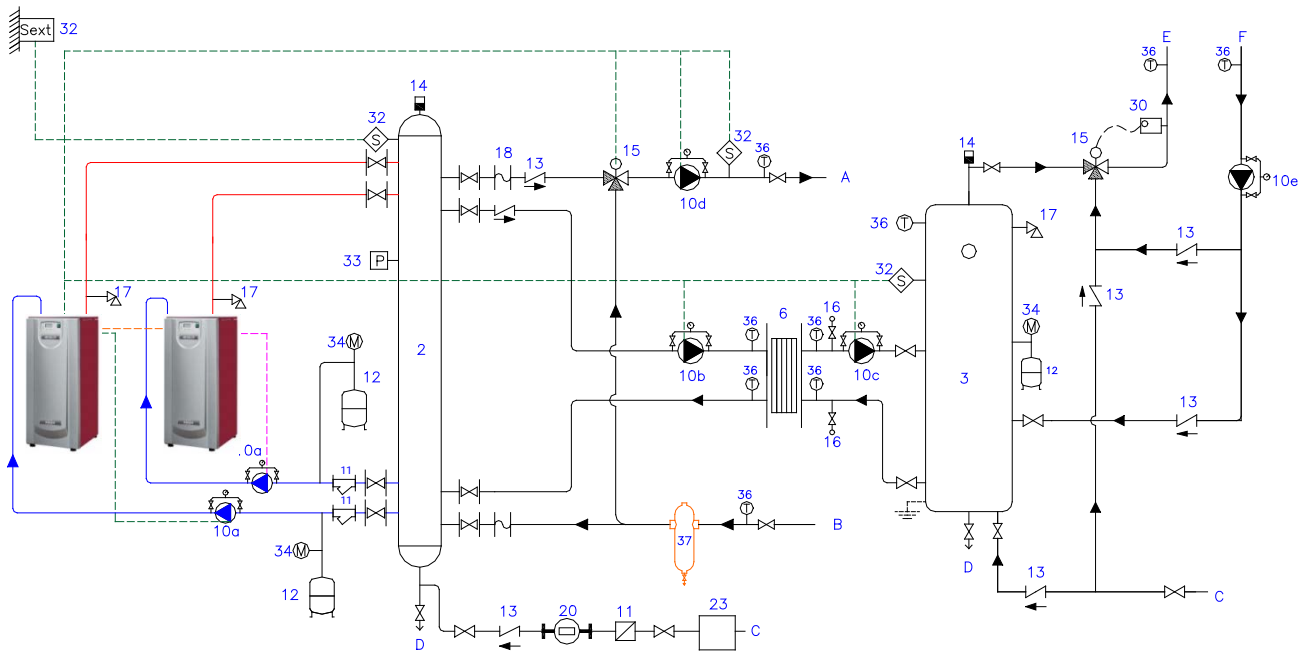 Sext 32
E F
36 T
36 T
14
30
32
S
32
S
15
36
T
14
15
18
13
A
10e
10d
36 T
17
13
33 P
32
S
17
17
34 M
16
6
36
T
36
T
13
34
M
2
12
10b
36
T
10c
3
12
36
T
13
16
.0a
11
11
36
T
10a
B
37
34 M
12
D
13
13
20
11
23
C
C
D